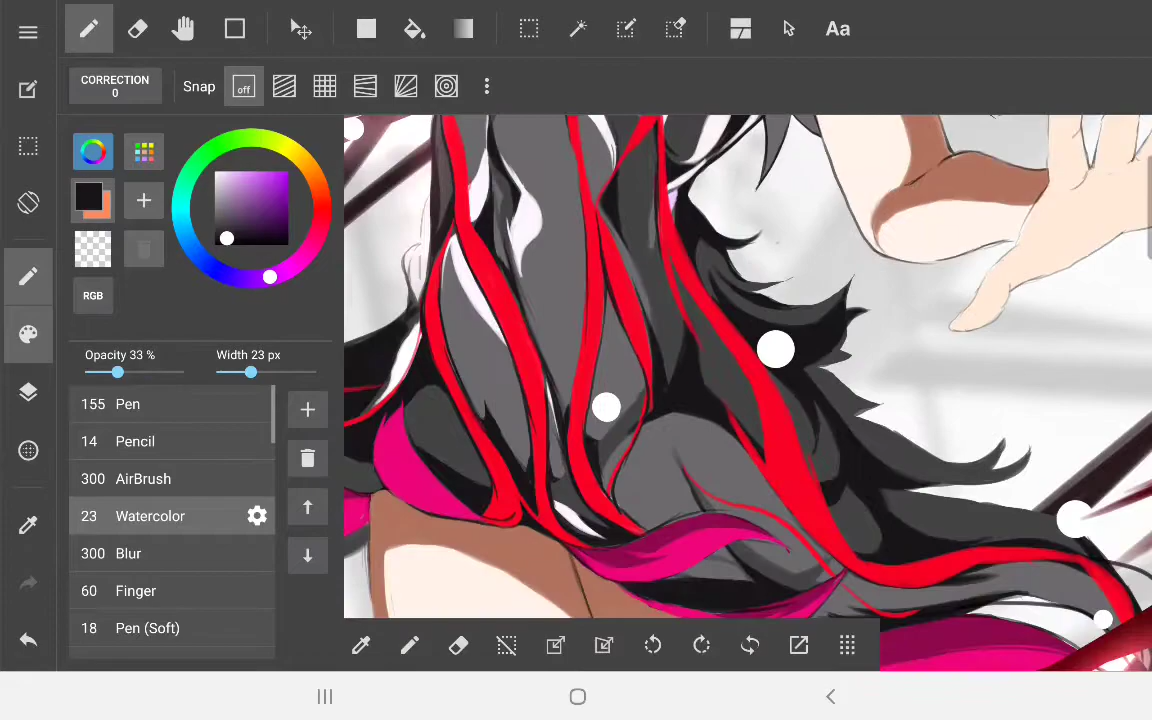 Aa
CORRECTION
0
Snap
off
RGB
Opacity 33 %
Width 23 px
155 Pen
14 Pencil
300 AirBrush
23 Watercolor
300 Blur
60 Finger
18 Pen (Soft)